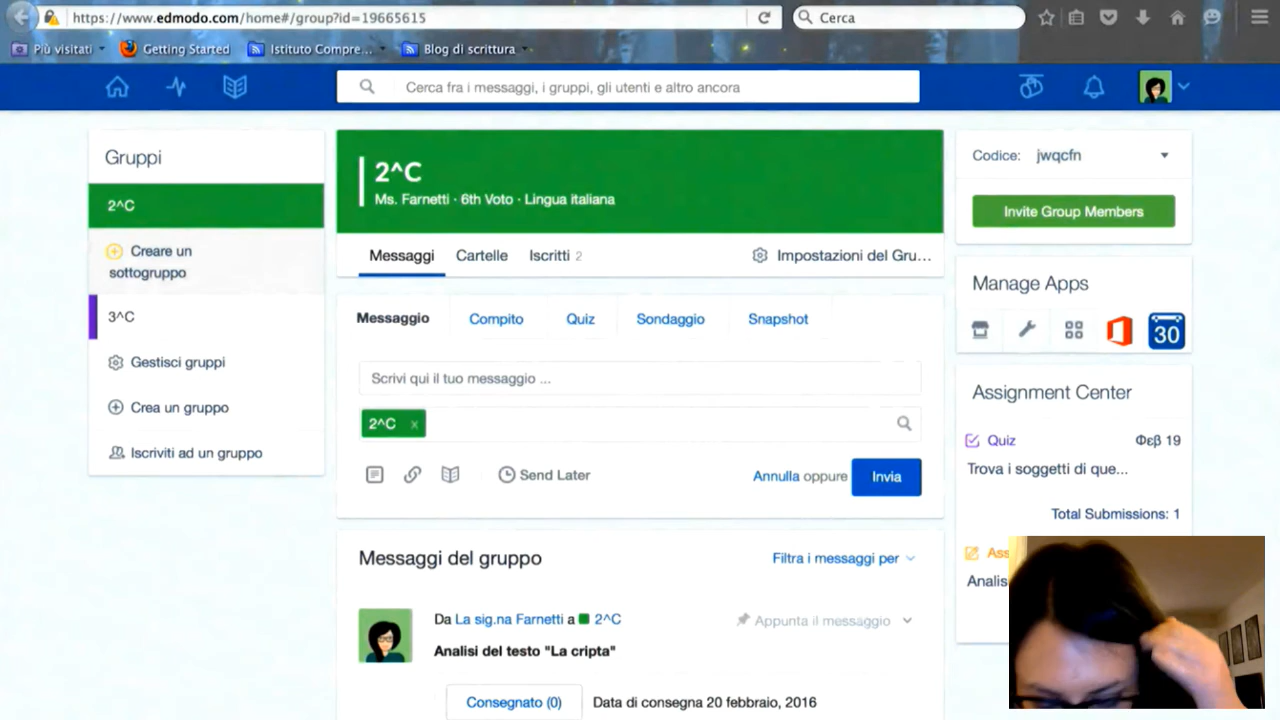 https://www.edmodo.com/home#/group?id=19665615
Cerca
Più visitati
Getting Started
Istituto Compre...
Blog di scrittura
Cerca fra i messaggi, i gruppi, gli utenti e altro ancora
Gruppi
2^C
Creare un
sottogruppo
3^C
Gestisci gruppi
Crea un gruppo
Iscriviti ad un gruppo
2^C
Ms. Farnetti · 6th Voto · Lingua italiana
Messaggi Cartelle Iscritti 2 Impostazioni del Gru...
Messaggio Compito Quiz Sondaggio Snapshot
Scrivi qui il tuo messaggio ...
2^C x
Send Later Annulla oppure Invia
Messaggi del gruppo Filtra i messaggi per
Da La sig.na Farnetti a 2^C Appunta il messaggio
Analisi del testo "La cripta"
Consegnato (0) Data di consegna 20 febbraio, 2016
Codice: jwqcfn
Invite Group Members
Manage Apps
30
Assignment Center
Quiz Φεβ 19
Trova i soggetti di que...
Total Submissions: 1
Ass
Analis